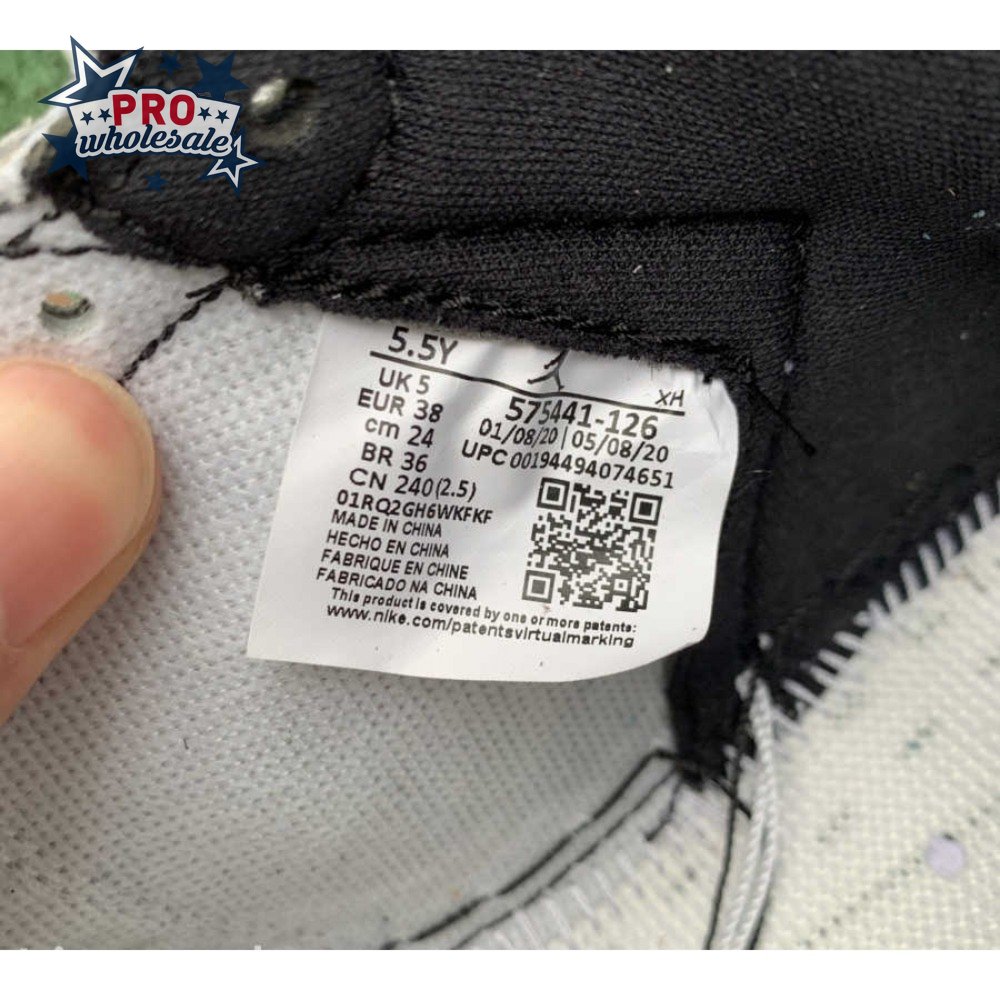 PRO
wholesale
5.5Y
XH
UK 5
EUR 38
cm 24
BR 36
CN 240(2.5)
575441-126
01/08/20 | 05/08/20
UPC 00194494074651
01RQ2GH6WKFKF
MADE IN CHINA
HECHO EN CHINA
FABRIQUE EN CHINE
FABRICADO NA CHINA
This product is covered by one or more patents:
www.nike.com/patentsvirtualmarking